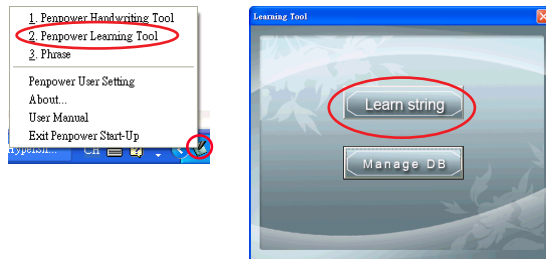 1. Penpower Handwriting Tool
2. Penpower Learning Tool
3. Phrase
Penpower User Setting
About...
User Manual
Exit Penpower Start-Up
CH
Learning Tool
Learn string
Manage DB